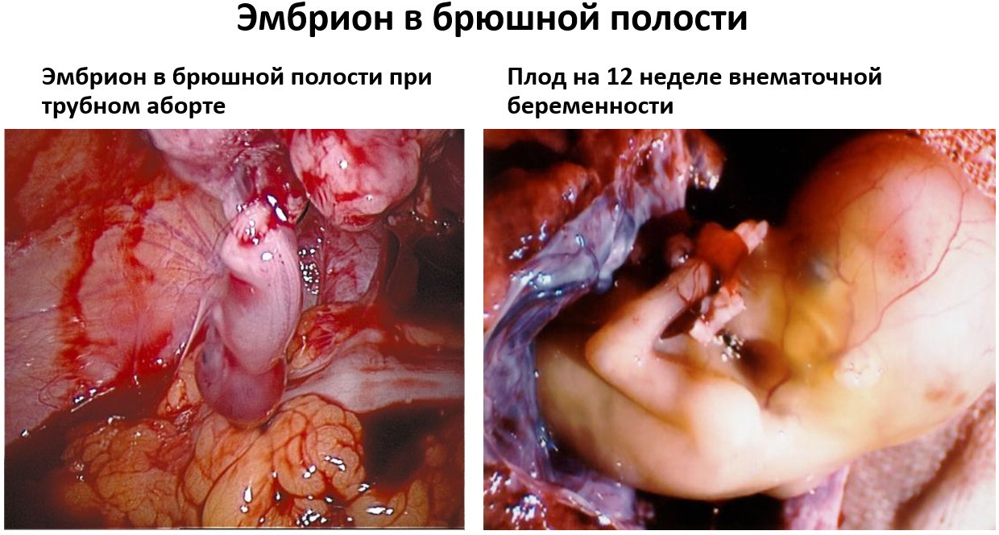 Эмбрион в брюшной полости
Эмбрион в брюшной полости при
трубном аборте
Плод на 12 неделе внематочной
беременности